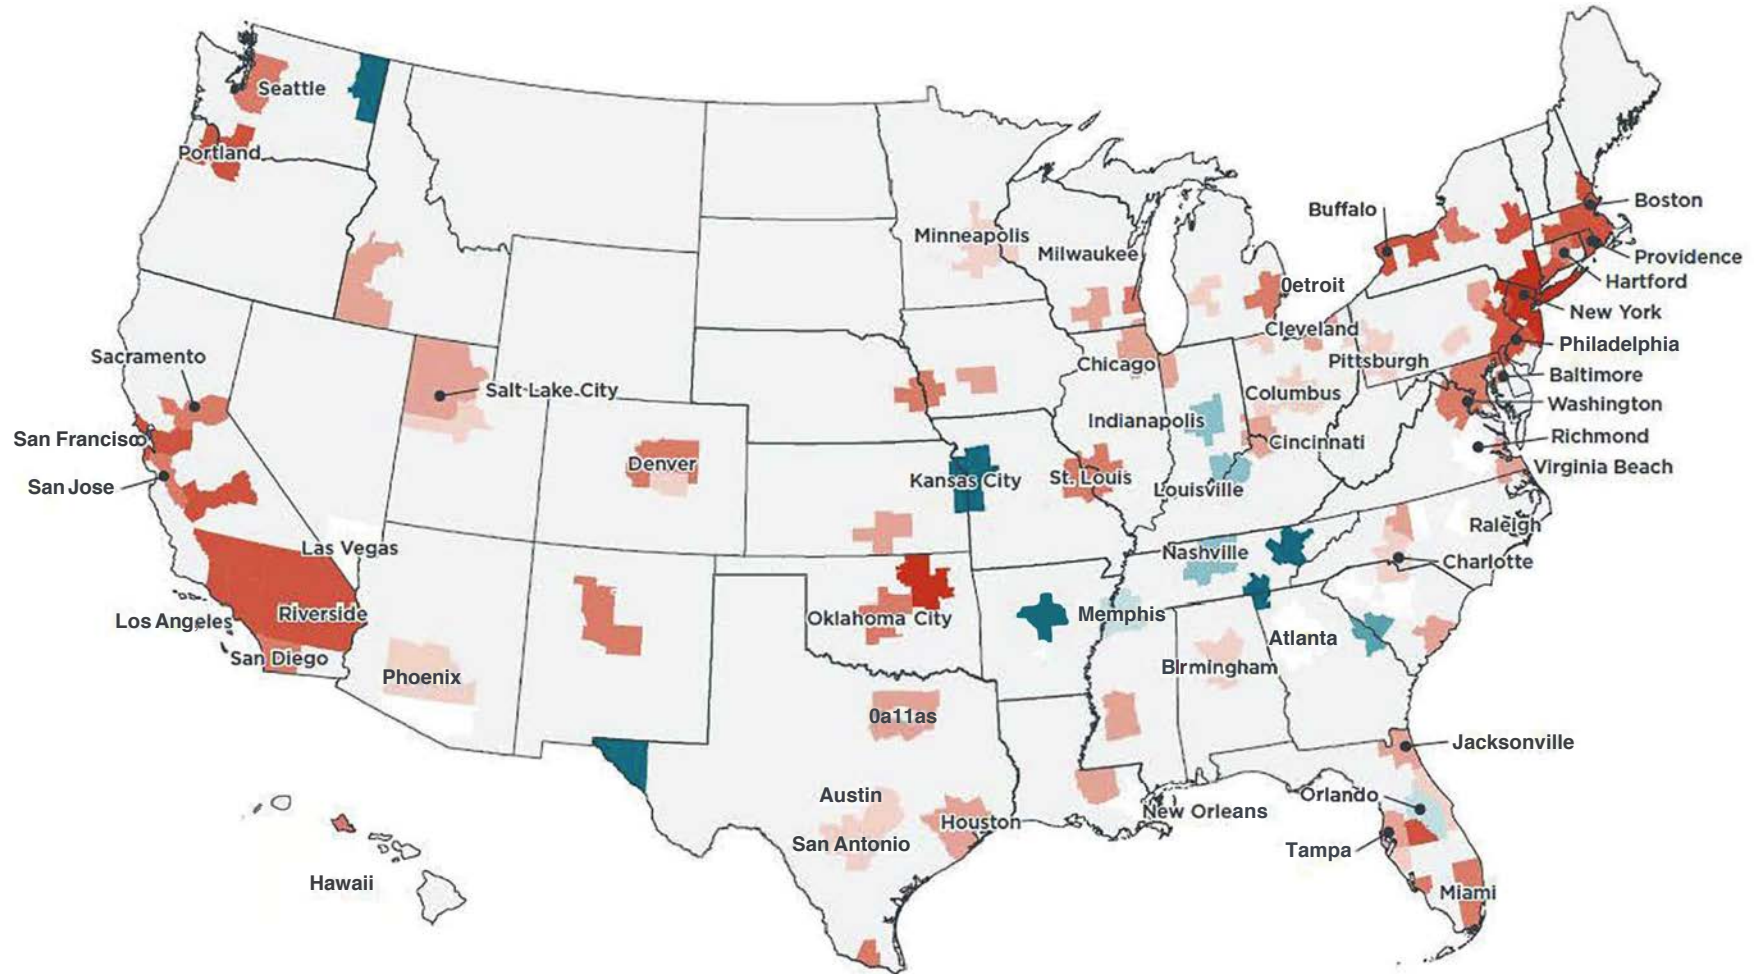 Seattle
Portland
Buffalo
Boston
Minneapolis
Milwaukee
Providence
0etroit
Hartford
New York
Cleveland
Philadelphia
Sacramento
Chicago
Pittsburgh
Baltimore
Salt Lake City
Columbus
Washington
Indianapolis
San Francisco
Cincinnati
Richmond
Denver
Virginia Beach
San Jose
Kansas City
St. Louis
Louisville
Raleigh
Las Vegas
Nashville
Charlotte
Riverside
Los Angeles
Oklahoma City
Memphis
Atlanta
San Diego
Birmingham
Phoenix
0a11as
Jacksonville
Austin
Orlando
New Orleans
Houston
San Antonio
Tampa
Hawaii
Miami